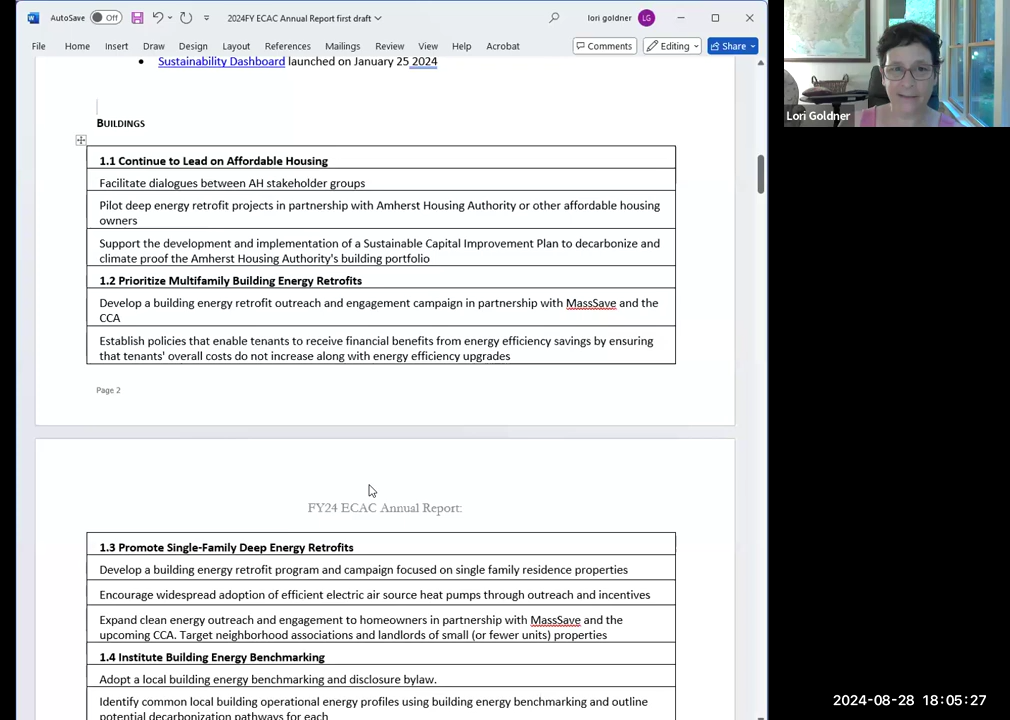 AutoSave Off 2024FY ECAC Annual Report first draft lori goldner LG
File Home Insert Draw Design Layout References Mailings Review View Help Acrobat Comments Editing Share
• Sustainability Dashboard launched on January 25 2024
BUILDINGS
1.1 Continue to Lead on Affordable Housing
Facilitate dialogues between AH stakeholder groups
Pilot deep energy retrofit projects in partnership with Amherst Housing Authority or other affordable housing
owners
Support the development and implementation of a Sustainable Capital Improvement Plan to decarbonize and
climate proof the Amherst Housing Authority's building portfolio
1.2 Prioritize Multifamily Building Energy Retrofits
Develop a building energy retrofit outreach and engagement campaign in partnership with MassSave and the
CCA
Establish policies that enable tenants to receive financial benefits from energy efficiency savings by ensuring
that tenants' overall costs do not increase along with energy efficiency upgrades
Page 2
FY24 ECAC Annual Report:
1.3 Promote Single-Family Deep Energy Retrofits
Develop a building energy retrofit program and campaign focused on single family residence properties
Encourage widespread adoption of efficient electric air source heat pumps through outreach and incentives
Expand clean energy outreach and engagement to homeowners in partnership with MassSave and the
upcoming CCA. Target neighborhood associations and landlords of small (or fewer units) properties
1.4 Institute Building Energy Benchmarking
Adopt a local building energy benchmarking and disclosure bylaw.
Identify common local building operational energy profiles using building energy benchmarking and outline
potential decarbonization pathways for each
Lori Goldner
2024-08-28 18:05:27